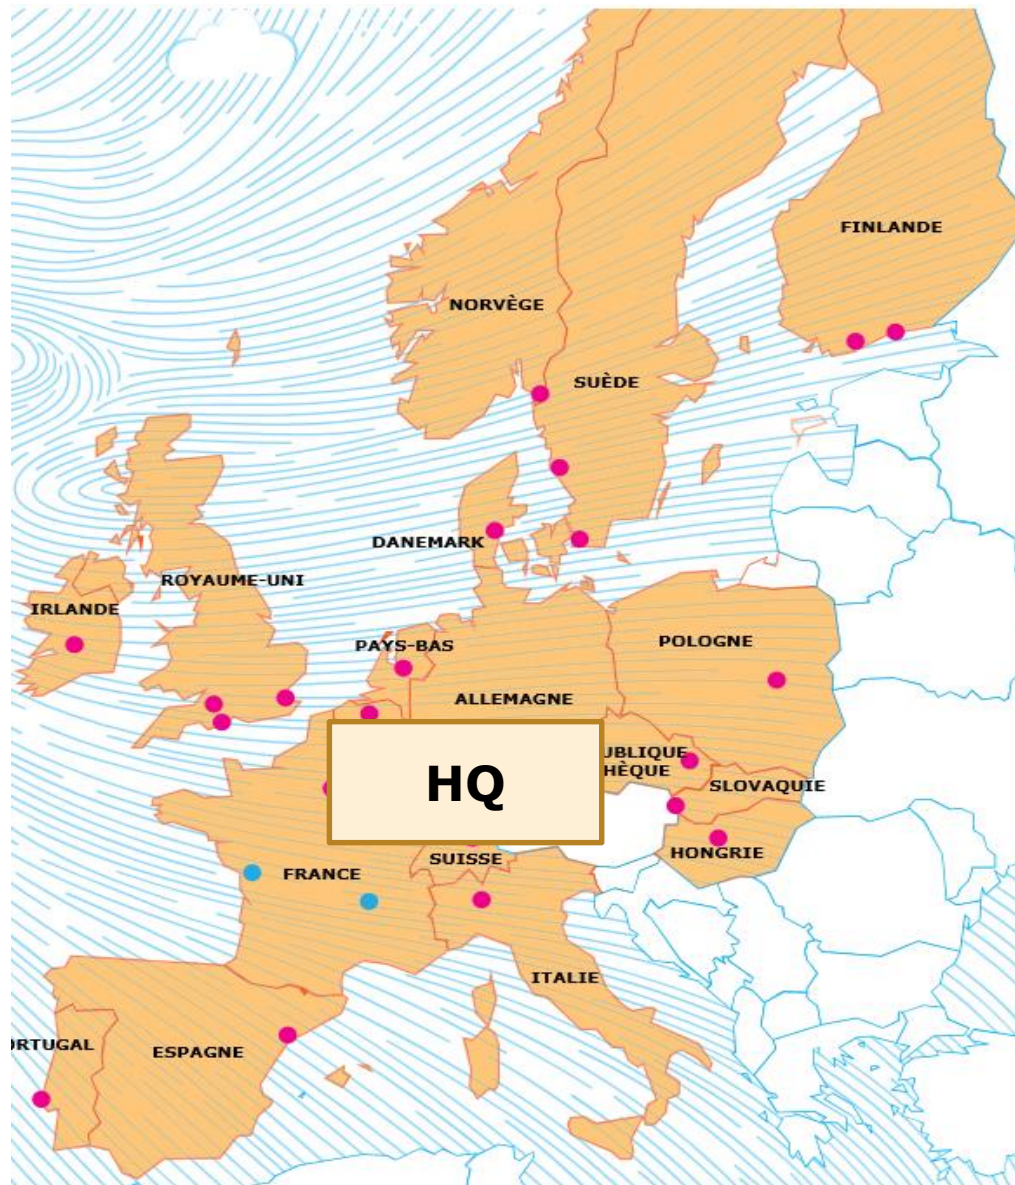 FINLANDE
NORVÈGE
SUÈDE
DANEMARK
ROYAUME-UNI
IRLANDE
PAYS-BAS
POLOGNE
ALLEMAGNE
UBLIQUE
HÈQUE
HQ
SLOVAQUIE
HONGRIE
SUISSE
FRANCE
ITALIE
ORTUGAL
ESPAGNE